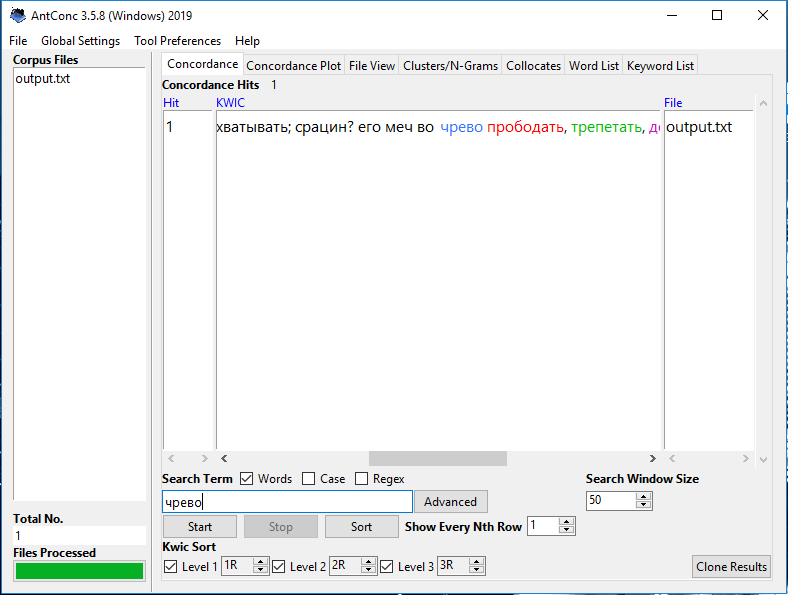 AntConc 3.5.8 (Windows) 2019
File Global Settings Tool Preferences Help
Corpus Files
output.txt
Total No.
1
Files Processed
Concordance Concordance Plot File View Clusters/N-Grams Collocates Word List Keyword List
Concordance Hits 1
Hit KWIC File
1 хватывать; срацин? его меч во чрево прободать, трепетать, output.txt
Search Term Words Case Regex Search Window Size
чрево Advanced 50
Start Stop Sort Show Every Nth Row 1
Kwic Sort
Level 1 1R Level 2 2R Level 3 3R Clone Results